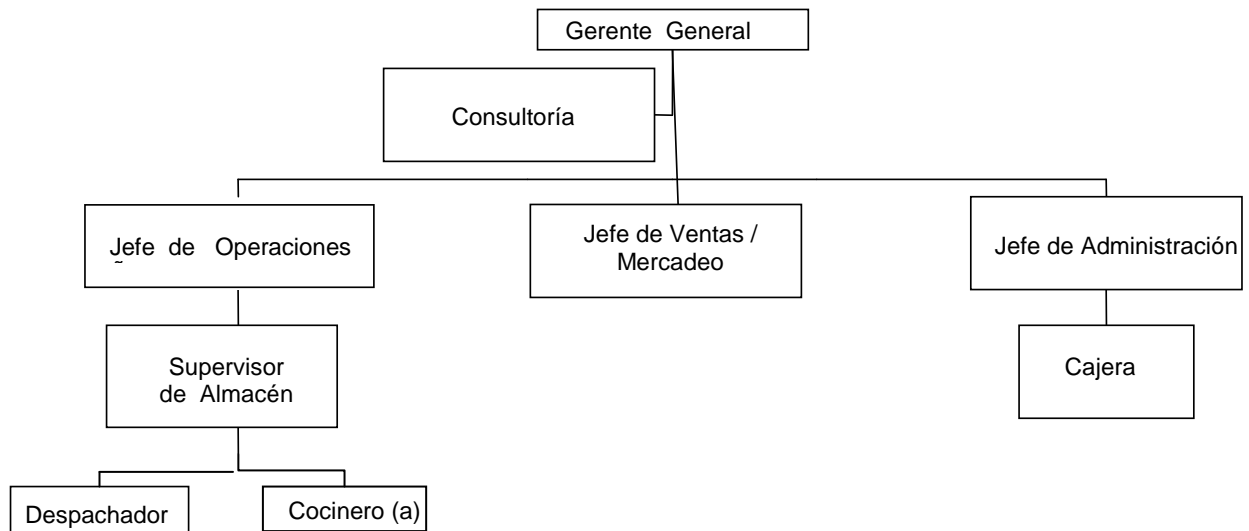 Gerente General
Consultoría
Jefe de Operaciones
~
Jefe de Ventas /
Mercadeo
Jefe de Administración
Supervisor
de Almacén
Cajera
Despachador
Cocinero (a)